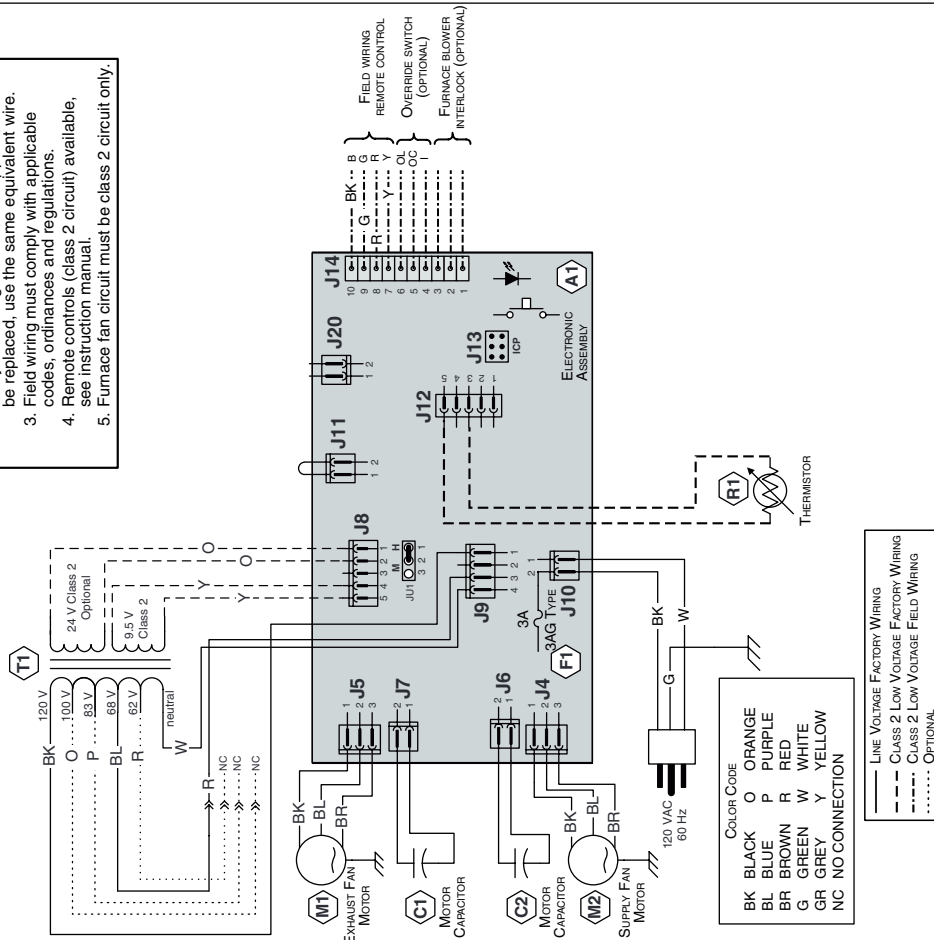 be replaced, use the same equivalent wire.
3. Field wiring must comply with applicable
codes, ordinances and regulations.
4. Remote controls (class 2 circuit) available,
see instruction manual.
5. Furnace fan circuit must be class 2 circuit only.
T1
120 V
100 V
83 V
68 V
62 V
neutral
24 V Class 2
Optional
9.5 V
Class 2
BK
O
P
BL
R
W
R
NC
NC
NC
O
O
Y
Y
M1
EXHAUST FAN
MOTOR
BK
BL
BR
C1
MOTOR
CAPACITOR
C2
MOTOR
CAPACITOR
M2
SUPPLY FAN
MOTOR
BK
BL
BR
J5
1
2
3
J7
2
1
J6
2
1
J4
1
2
3
J8
5 4 3 2 1
M H
JU1
3 2 1
J9
4 3 2 1
J10
2 1
3A
3AG TYPE
F1
J11
1 2
J20
1 2
J12
5 4 3 2 1
J13
ICP
J14
10
9
8
7
6
5
4
3
2
1
A1
ELECTRONIC
ASSEMBLY
BK
G
R
Y
B
G
R
Y
OL
OC
I
FIELD WIRING
REMOTE CONTROL
OVERRIDE SWITCH
(OPTIONAL)
FURNACE BLOWER
INTERLOCK (OPTIONAL)
R1
THERMISTOR
120 VAC
60 HZ
BK
G
W
COLOR CODE
BK BLACK O ORANGE
BL BLUE P PURPLE
BR BROWN R RED
G GREEN W WHITE
GR GREY Y YELLOW
NC NO CONNECTION
LINE VOLTAGE FACTORY WIRING
CLASS 2 LOW VOLTAGE FACTORY WIRING
CLASS 2 LOW VOLTAGE FIELD WIRING
OPTIONAL